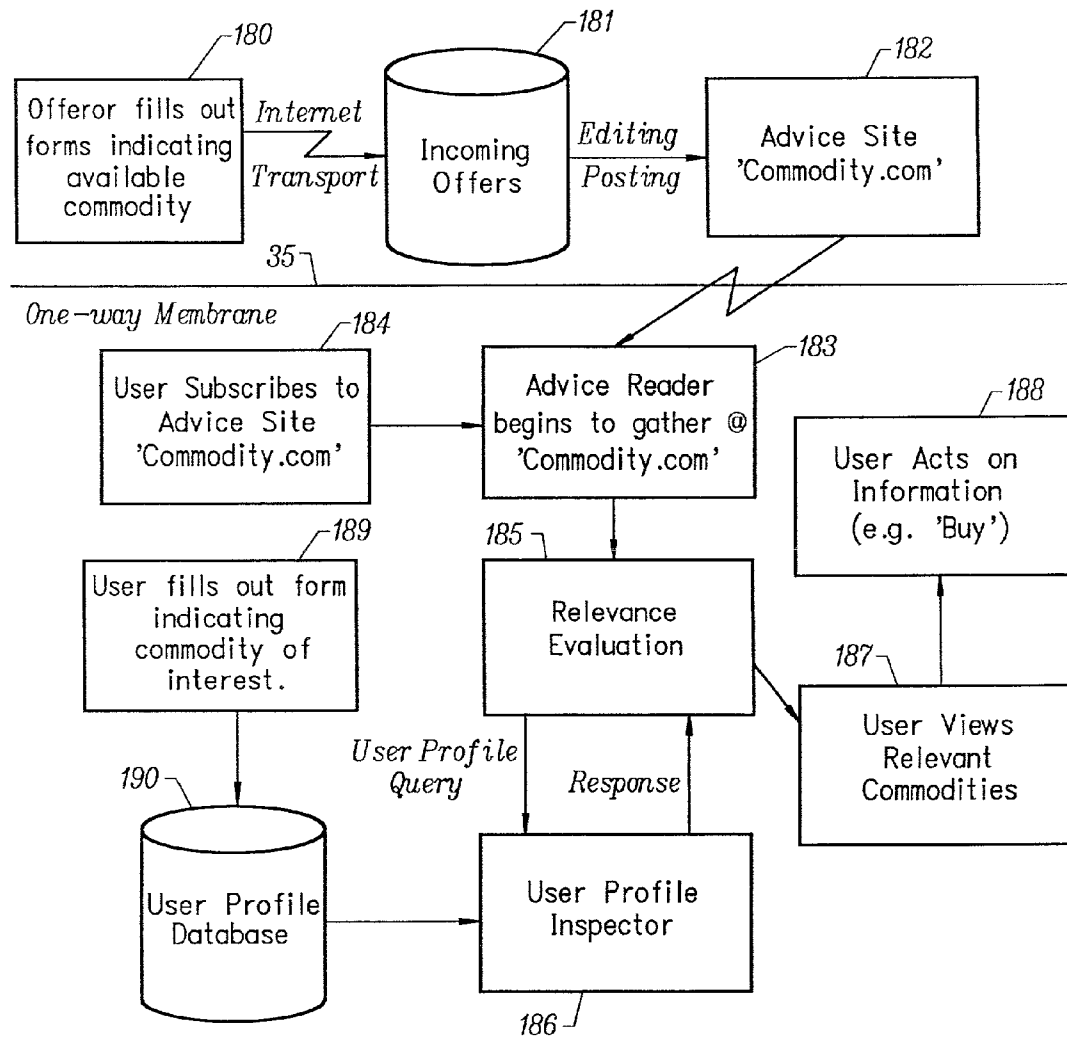 180
Offeror fills out
forms indicating
available
commodity
Internet
Transport
181
Incoming
Offers
Editing
Posting
182
Advice Site
'Commodity.com'
35
One-way Membrane
184
User Subscribes to
Advice Site
'Commodity.com'
183
Advice Reader
begins to gather @
'Commodity.com'
188
User Acts on
Information
(e.g. 'Buy')
189
User fills out form
indicating
commodity of
interest.
185
Relevance
Evaluation
187
User Views
Relevant
Commodities
User Profile
Query
Response
190
User Profile
Database
User Profile
Inspector
186